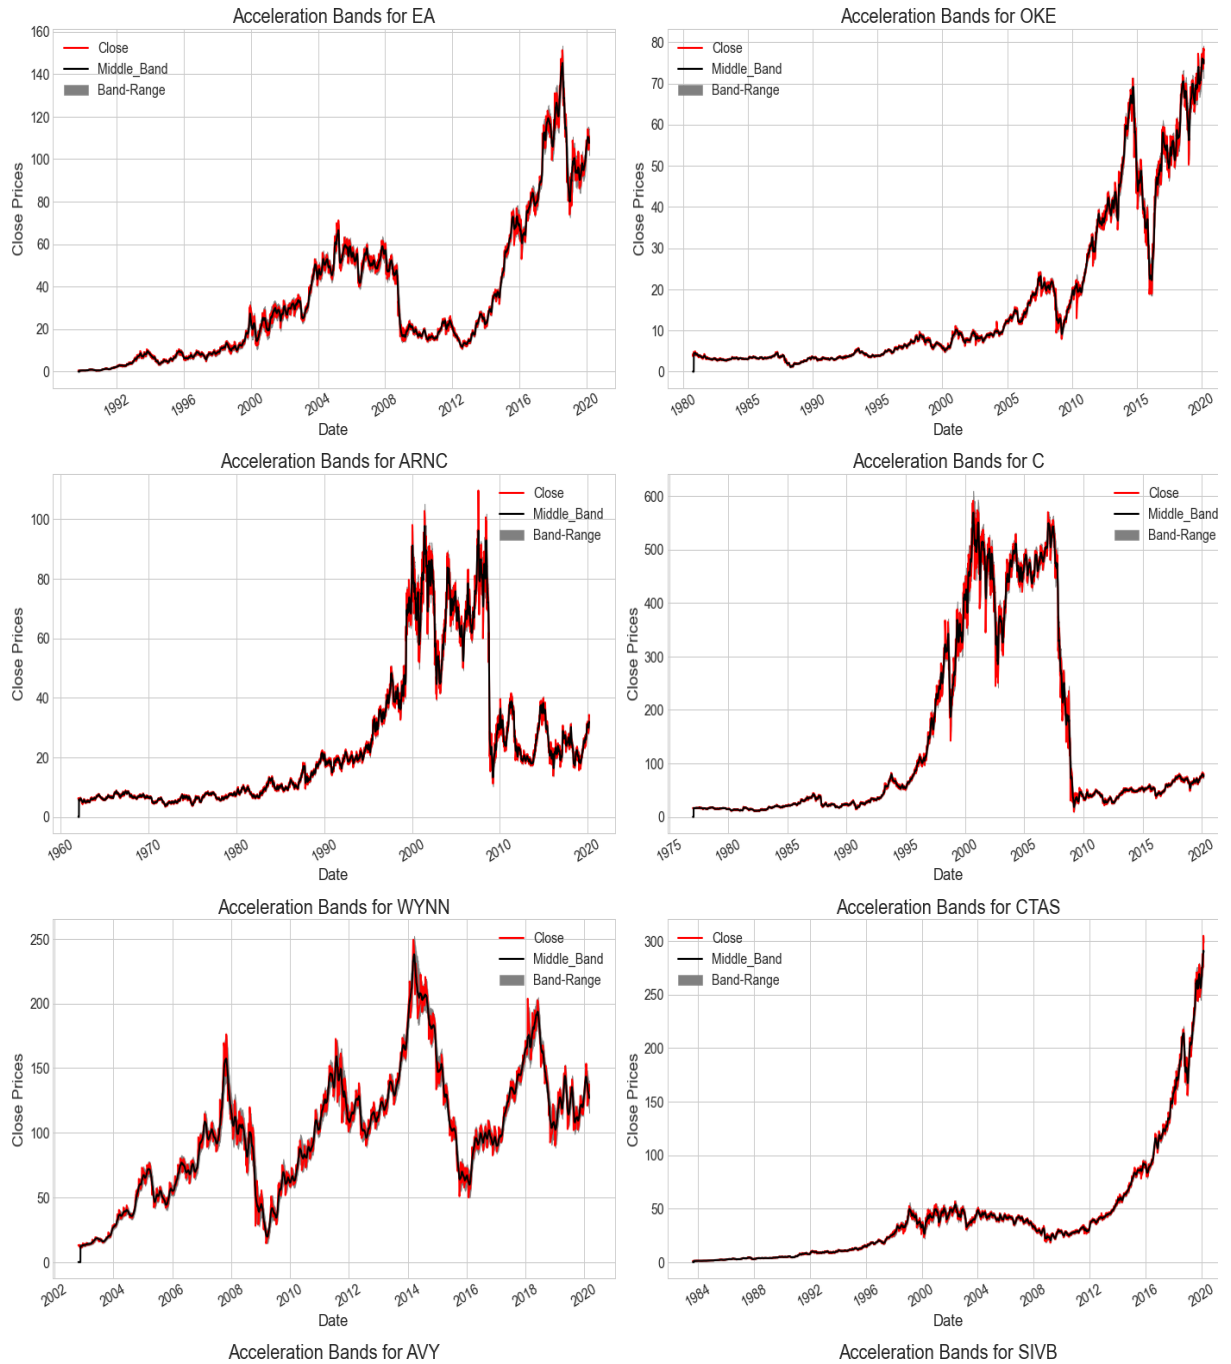 Acceleration Bands for EA
Close
Middle_Band
Band-Range
160
140
120
100
80
60
40
20
0
Close Prices
1992
1996
2000
2004
2008
2012
2016
2020
Date
Acceleration Bands for OKE
Close
Middle_Band
Band-Range
80
70
60
50
40
30
20
10
0
Close Prices
1980
1985
1990
1995
2000
2005
2010
2015
2020
Date
Acceleration Bands for ARNC
Close
Middle_Band
Band-Range
100
80
60
40
20
0
Close Prices
1960
1970
1980
1990
2000
2010
2020
Date
Acceleration Bands for C
Close
Middle_Band
Band-Range
600
500
400
300
200
100
0
Close Prices
1975
1980
1985
1990
1995
2000
2005
2010
2015
2020
Date
Acceleration Bands for WYNN
Close
Middle_Band
Band-Range
250
200
150
100
50
0
Close Prices
2002
2004
2006
2008
2010
2012
2014
2016
2018
2020
Date
Acceleration Bands for CTAS
Close
Middle_Band
Band-Range
300
250
200
150
100
50
0
Close Prices
1984
1988
1992
1996
2000
2004
2008
2012
2016
2020
Date
Acceleration Bands for AVY
Acceleration Bands for SIVB